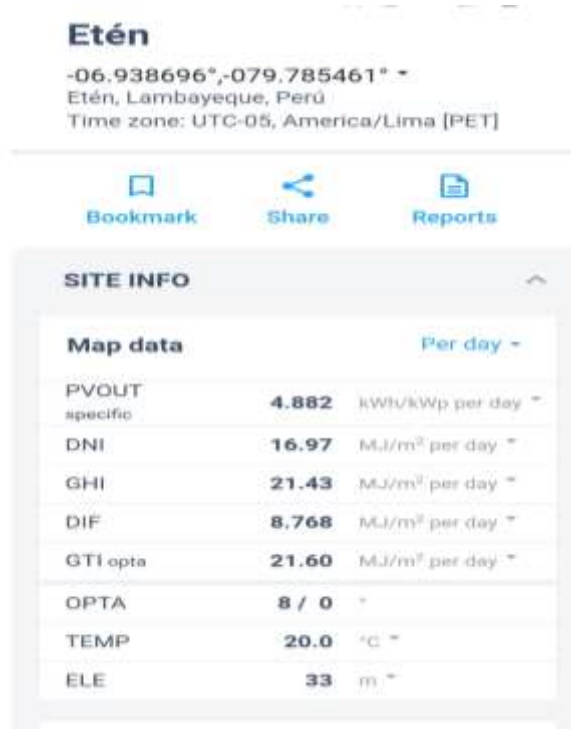 Etén
-06.938696°,-079.785461°
Etén, Lambayeque, Perú
Time zone: UTC-05, America/Lima [PET]
Bookmark Share Reports
SITE INFO
Map data Per day
PVOUT specific 4.882 kWh/kWp per day
DNI 16.97 MJ/m² per day
GHI 21.43 MJ/m² per day
DIF 8.768 MJ/m² per day
GTI opta 21.60 MJ/m² per day
OPTA 8 / 0 °
TEMP 20.0 °C
ELE 33 m